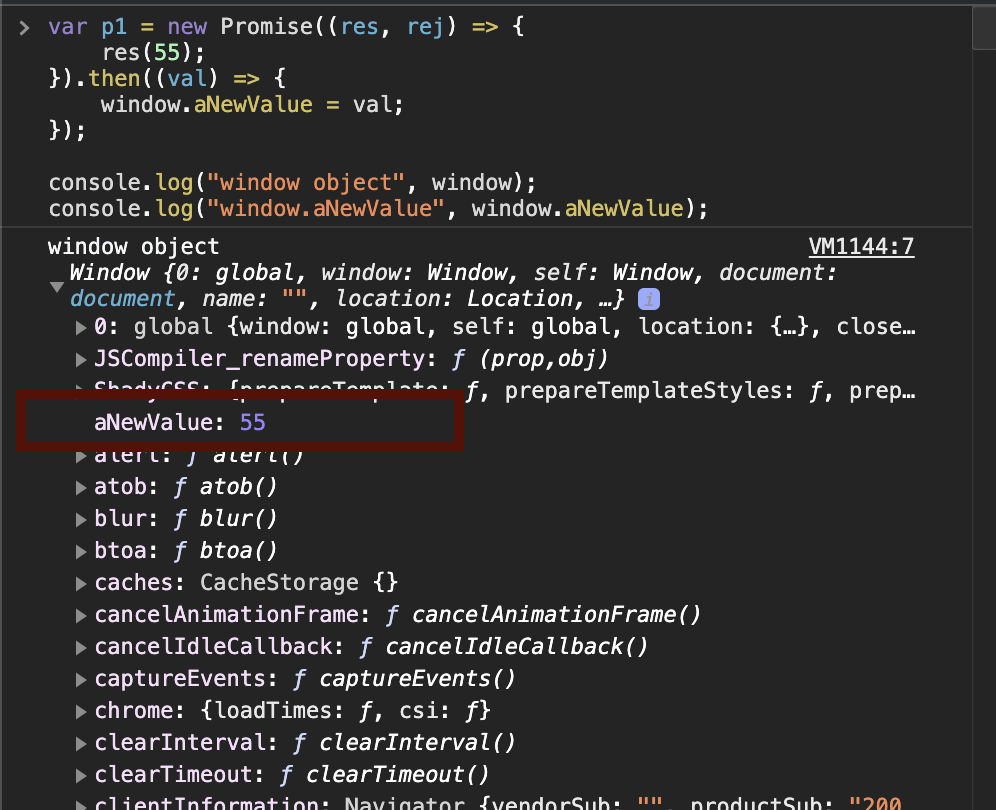 > var p1 = new Promise((res, rej) => {
res(55);
}).then((val) => {
window.aNewValue = val;
});
console.log("window object", window);
console.log("window.aNewValue", window.aNewValue);
window object VM1144:7
Window {0: global, window: Window, self: Window, document:
document, name: "", location: Location, …} i
0: global {window: global, self: global, location: {…}, close…
JSCompiler_renameProperty: ƒ (prop,obj)
ShadyCSS: {prepareTemplate: ƒ, prepareTemplateStyles: ƒ, prep…
aNewValue: 55
alert: ƒ alert()
atob: ƒ atob()
blur: ƒ blur()
btoa: ƒ btoa()
caches: CacheStorage {}
cancelAnimationFrame: ƒ cancelAnimationFrame()
cancelIdleCallback: ƒ cancelIdleCallback()
captureEvents: ƒ captureEvents()
chrome: {loadTimes: ƒ, csi: ƒ}
clearInterval: ƒ clearInterval()
clearTimeout: ƒ clearTimeout()
clientInformation: Navigator {vendorSub: "", productSub: "200